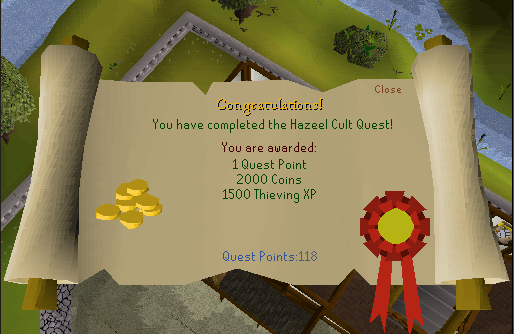 Close
Congratulations!
You have completed the Hazeel Cult Quest!
You are awarded:
1 Quest Point
2000 Coins
1500 Thieving XP
Quest Points:118